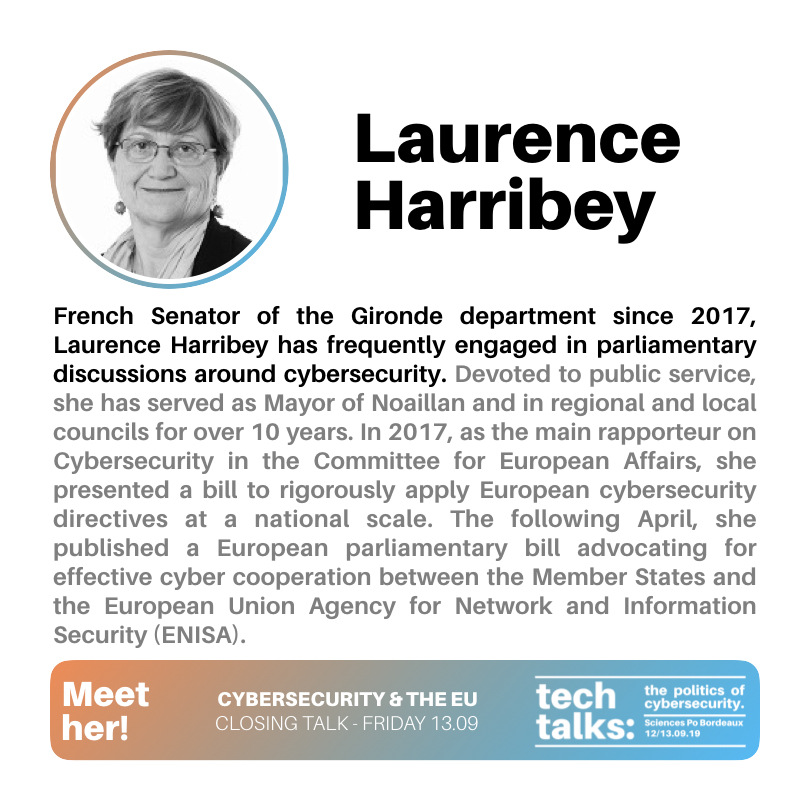 Laurence
Harribey
French Senator of the Gironde department since 2017,
Laurence Harribey has frequently engaged in parliamentary
discussions around cybersecurity. Devoted to public service,
she has served as Mayor of Noaillan and in regional and local
councils for over 10 years. In 2017, as the main rapporteur on
Cybersecurity in the Committee for European Affairs, she
presented a bill to rigorously apply European cybersecurity
directives at a national scale. The following April, she
published a European parliamentary bill advocating for
effective cyber cooperation between the Member States and
the European Union Agency for Network and Information
Security (ENISA).
Meet
her!
CYBERSECURITY & THE EU
CLOSING TALK - FRIDAY 13.09
tech
talks:
the politics of
cybersecurity.
Sciences Po Bordeaux
12/13.09.19